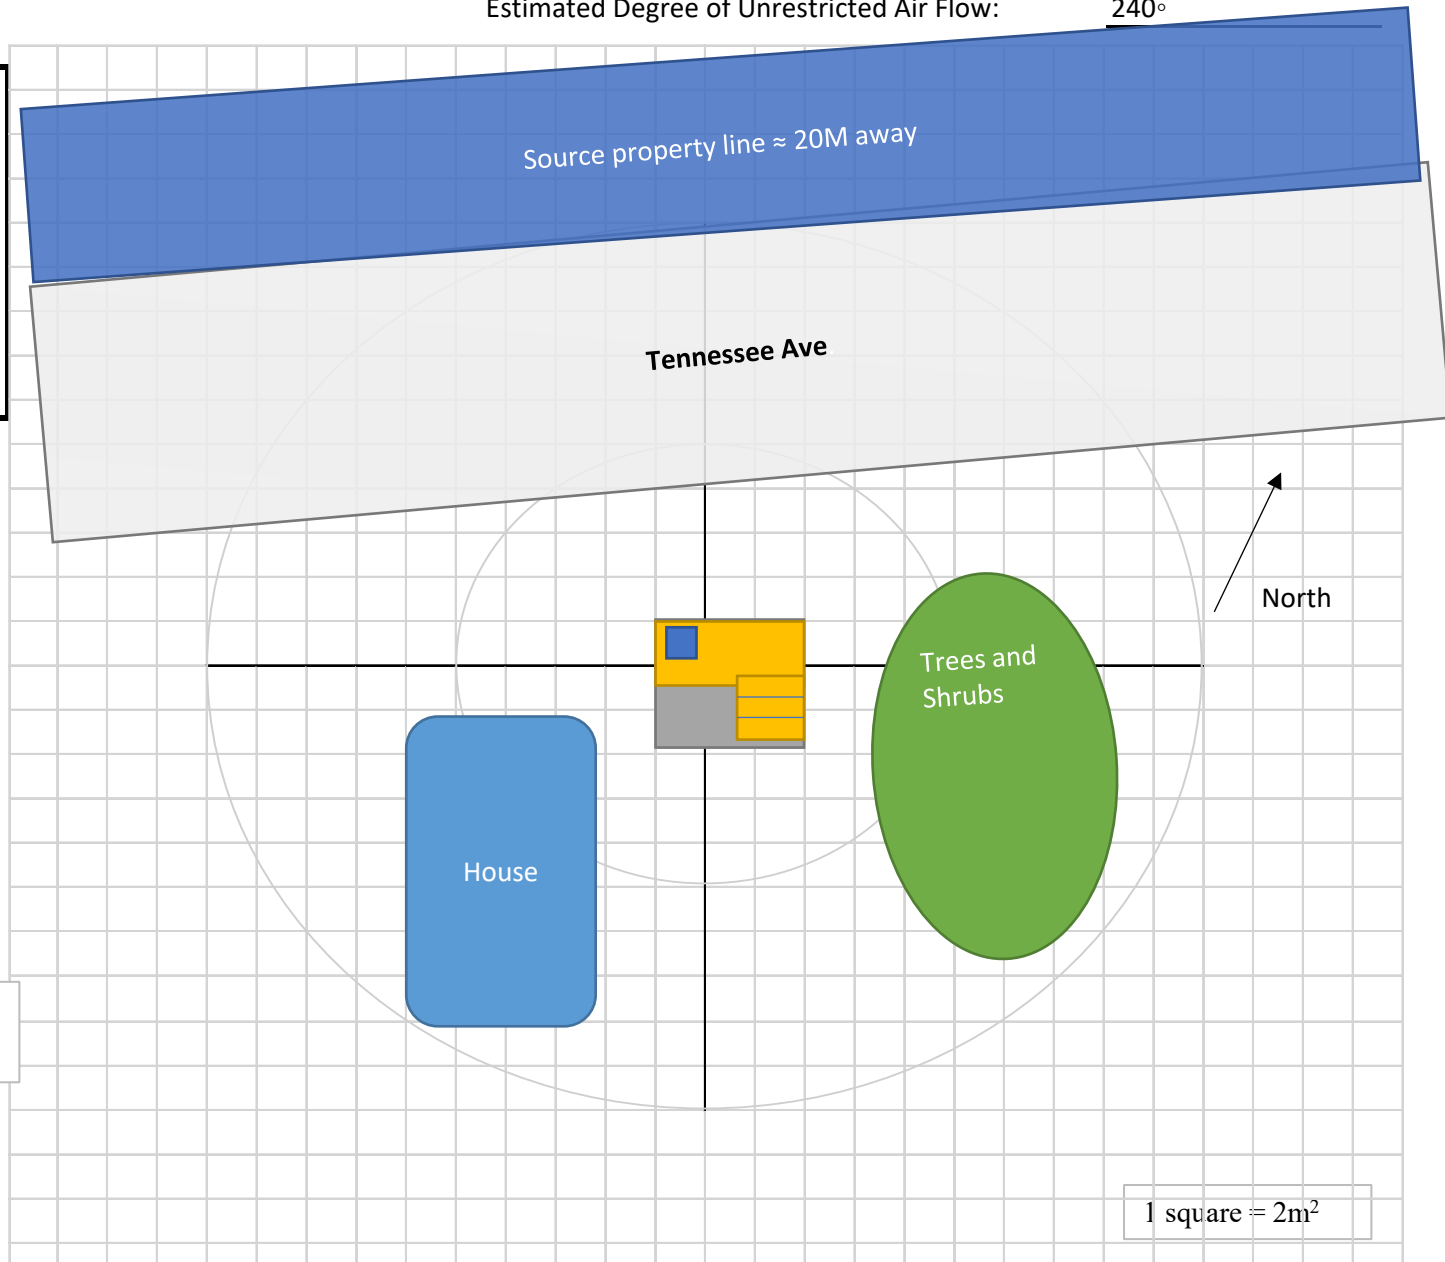 Estimated Degree of Unrestricted Air Flow: 240°
Source property line ≈ 20M away
Tennessee Ave
North
Trees and
Shrubs
House
1 square = 2m²